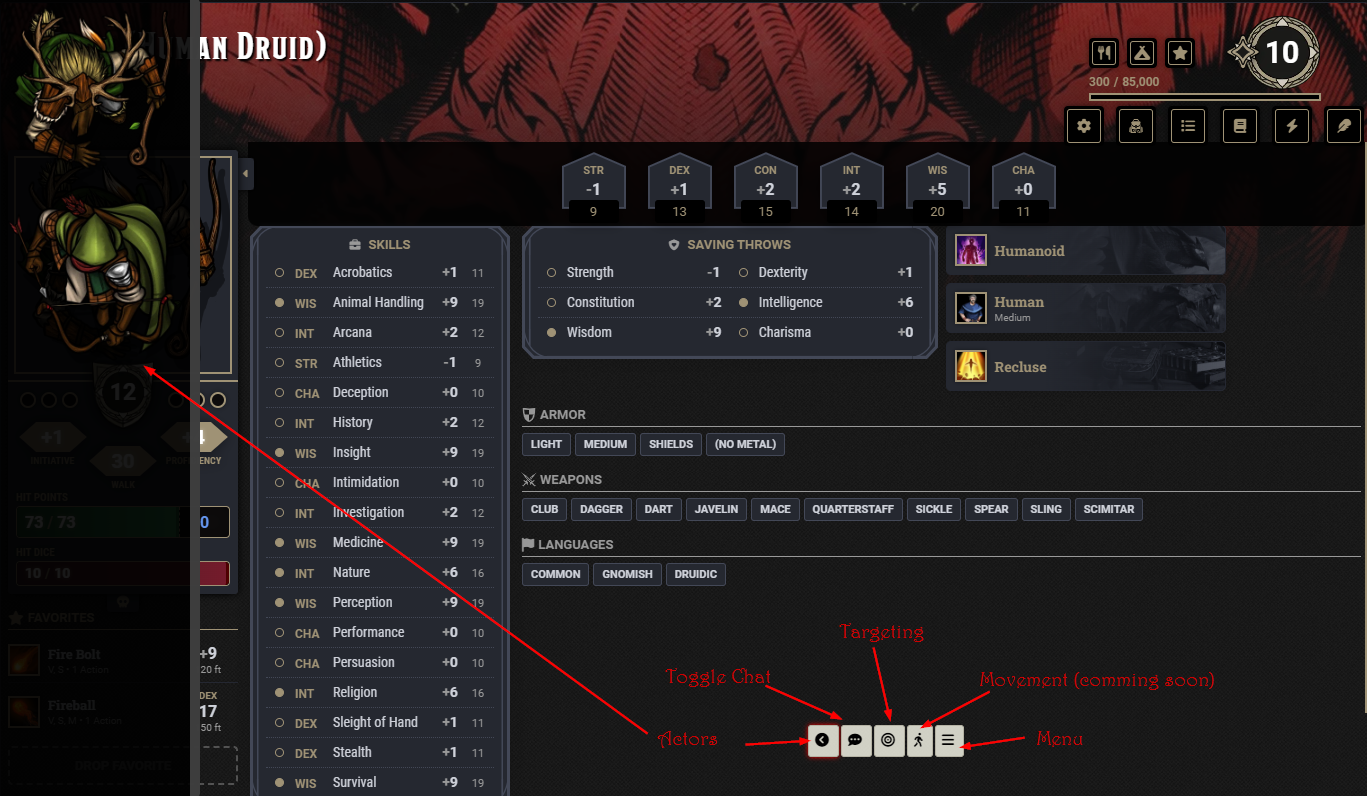 Human Druid)
10
300 / 85,000
STR
-1
9
DEX
+1
13
CON
+2
15
INT
+2
14
WIS
+5
20
CHA
+0
11
12
+1
INITIATIVE
30
WALK
+4
PROFICIENCY
HIT POINTS
73 / 73
0
HIT DICE
10 / 10
FAVORITES
Fire Bolt
V, S • 1 Action
+9
20 ft
Fireball
V, S, M • 1 Action
DEX
17
50 ft
DROP FAVORITE
SKILLS
DEX Acrobatics +1 11
WIS Animal Handling +9 19
INT Arcana +2 12
STR Athletics -1 9
CHA Deception +0 10
INT History +2 12
WIS Insight +9 19
CHA Intimidation +0 10
INT Investigation +2 12
WIS Medicine +9 19
INT Nature +6 16
WIS Perception +9 19
CHA Performance +0 10
CHA Persuasion +0 10
INT Religion +6 16
DEX Sleight of Hand +1 11
DEX Stealth +1 11
WIS Survival +9 19
SAVING THROWS
Strength -1 Dexterity +1
Constitution +2 Intelligence +6
Wisdom +9 Charisma +0
Humanoid
Human
Medium
Recluse
ARMOR
LIGHT MEDIUM SHIELDS (NO METAL)
WEAPONS
CLUB DAGGER DART JAVELIN MACE QUARTERSTAFF SICKLE SPEAR SLING SCIMITAR
LANGUAGES
COMMON GNOMISH DRUIDIC
Targeting
Toggle Chat
Movement (comming soon)
Actors
Menu